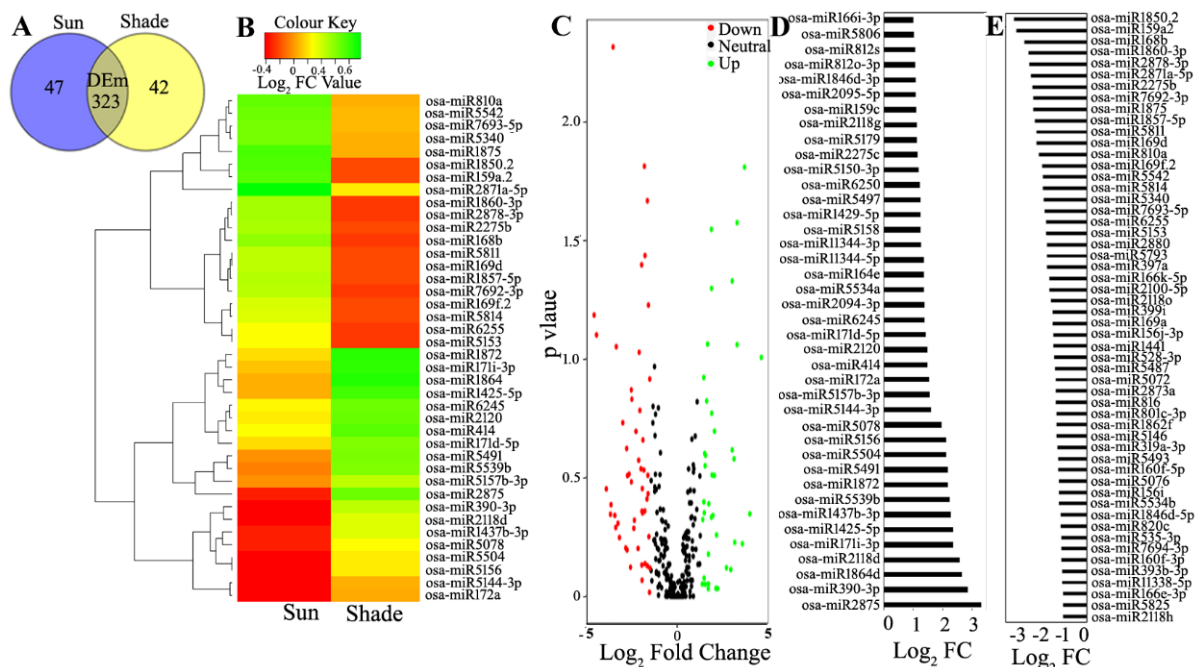 A
Sun
Shade
47
DEm
323
42
B
Colour Key
-0.4 0 0.4 0.6
Log2 FC Value
osa-miR810a
osa-miR5542
osa-miR7693-5p
osa-miR5340
osa-miR1875
osa-miR1850.2
osa-miR159a.2
osa-miR2871a-5p
osa-miR1860-3p
osa-miR2878-3p
osa-miR2275b
osa-miR168b
osa-miR5811
osa-miR169d
osa-miR1857-5p
osa-miR7692-3p
osa-miR169f.2
osa-miR5814
osa-miR6255
osa-miR5153
osa-miR1872
osa-miR171i-3p
osa-miR1864
osa-miR1425-5p
osa-miR6245
osa-miR2120
osa-miR414
osa-miR171d-5p
osa-miR5491
osa-miR5539b
osa-miR5157b-3p
osa-miR2875
osa-miR390-3p
osa-miR2118d
osa-miR1437b-3p
osa-miR5078
osa-miR5504
osa-miR5156
osa-miR5144-3p
osa-miR172a
Sun
Shade
C
Down
Neutral
Up
p vlaue
2.0
1.5
1.0
0.5
0
-5 0 5
Log2 Fold Change
D
osa-miR166i-3p
osa-miR5806
osa-miR812s
osa-miR812o-3p
osa-miR1846d-3p
osa-miR2095-5p
osa-miR159c
osa-miR2118g
osa-miR5179
osa-miR2275c
osa-miR5150-3p
osa-miR6250
osa-miR5497
osa-miR1429-5p
osa-miR5158
osa-miR11344-3p
osa-miR11344-5p
osa-miR164e
osa-miR5534a
osa-miR2094-3p
osa-miR6245
osa-miR171d-5p
osa-miR2120
osa-miR414
osa-miR172a
osa-miR5157b-3p
osa-miR5144-3p
osa-miR5078
osa-miR5156
osa-miR5504
osa-miR5491
osa-miR1872
osa-miR5539b
osa-miR1437b-3p
osa-miR1425-5p
osa-miR171i-3p
osa-miR2118d
osa-miR1864d
osa-miR390-3p
osa-miR2875
0 1 2 3
Log2 FC
E
osa-miR1850.2
osa-miR159a2
osa-miR168b
osa-miR1860-3p
osa-miR2878-3p
osa-miR2871a-5p
osa-miR2275b
osa-miR7692-3p
osa-miR1875
osa-miR1857-5p
osa-miR5811
osa-miR169d
osa-miR810a
osa-miR169f.2
osa-miR5542
osa-miR5814
osa-miR5340
osa-miR7693-5p
osa-miR6255
osa-miR5153
osa-miR2880
osa-miR5793
osa-miR397a
osa-miR166k-5p
osa-miR2100-5p
osa-miR2118o
osa-miR399i
osa-miR169a
osa-miR156j-3p
osa-miR1441
osa-miR528-3p
osa-miR5487
osa-miR5072
osa-miR2873a
osa-miR816
osa-miR801c-3p
osa-miR1862f
osa-miR5146
osa-miR319a-3p
osa-miR5493
osa-miR160f-5p
osa-miR5076
osa-miR156i
osa-miR5534b
osa-miR1846d-5p
osa-miR820c
osa-miR535-3p
osa-miR7694-3p
osa-miR160f-3p
osa-miR393b-3p
osa-miR11338-5p
osa-miR166e-3p
osa-miR5825
osa-miR2118h
-3 -2 -1 0
Log2 FC